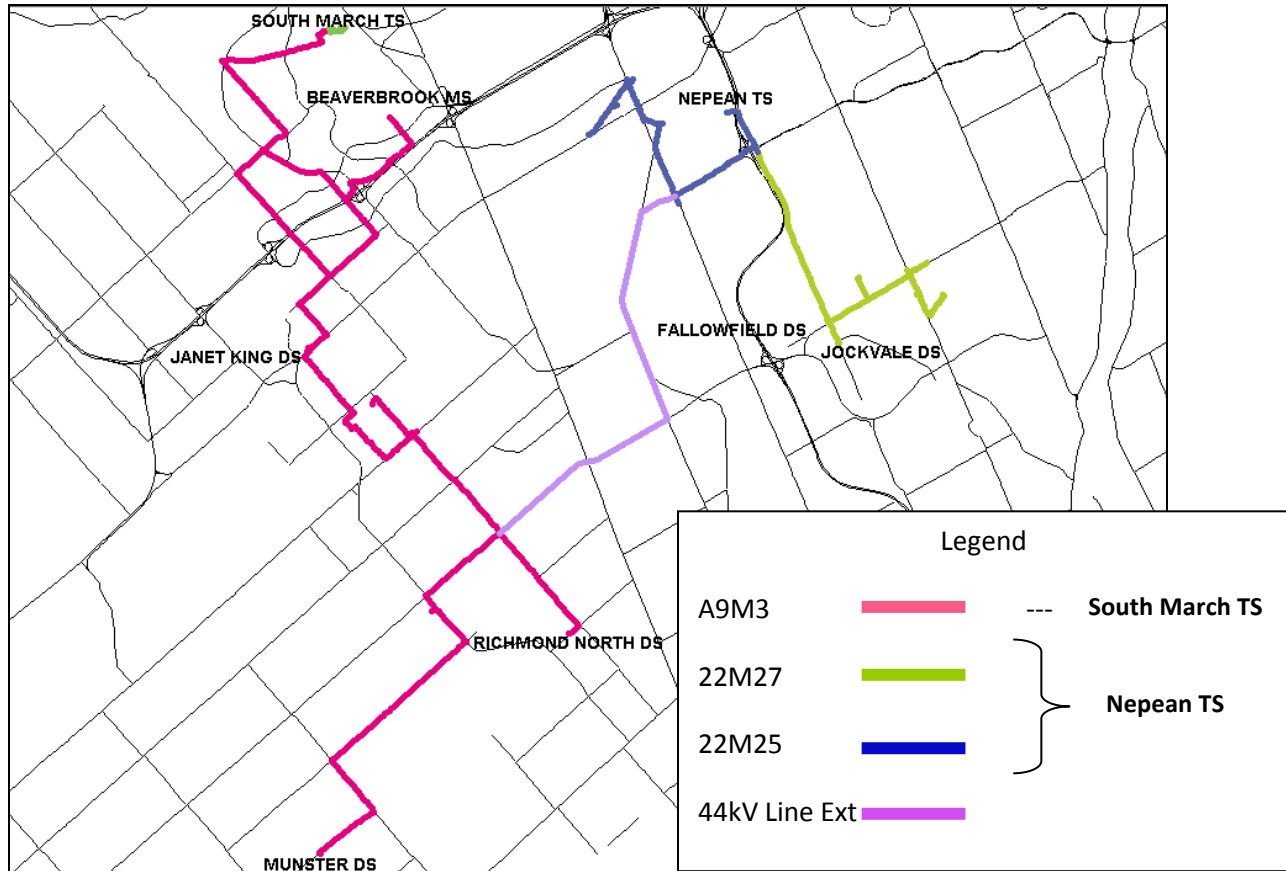 SOUTH MARCH TS
BEAVERBROOK MS
NEPEAN TS
FALLOWFIELD DS
JANET KING DS
JOCKVALE DS
RICHMOND NORTH DS
MUNSTER DS
Legend
A9M3 --- South March TS
22M27
Nepean TS
22M25
44kV Line Ext